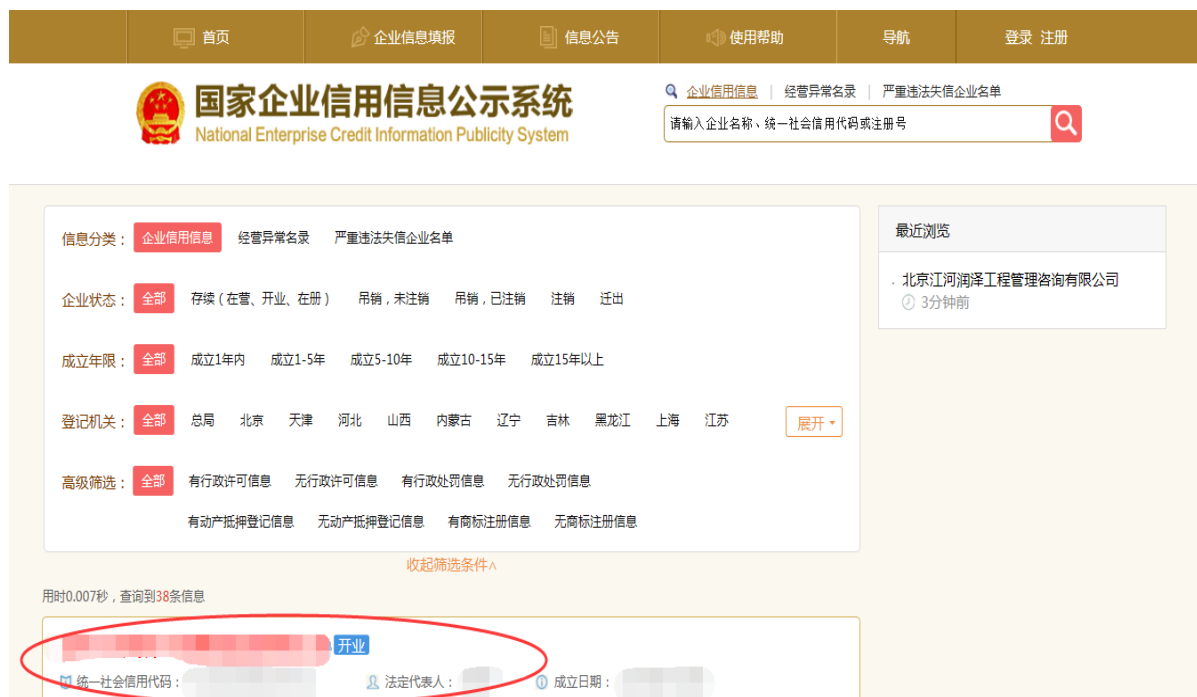 首页 企业信息填报 信息公告 使用帮助 导航 登录 注册
国家企业信用信息公示系统
National Enterprise Credit Information Publicity System
企业信用信息 | 经营异常名录 | 严重违法失信企业名单
请输入企业名称、统一社会信用代码或注册号
信息分类： 企业信用信息 经营异常名录 严重违法失信企业名单
企业状态： 全部 存续（在营、开业、在册） 吊销，未注销 吊销，已注销 注销 迁出
成立年限： 全部 成立1年内 成立1-5年 成立5-10年 成立10-15年 成立15年以上
登记机关： 全部 总局 北京 天津 河北 山西 内蒙古 辽宁 吉林 黑龙江 上海 江苏 展开
高级筛选： 全部 有行政许可信息 无行政许可信息 有行政处罚信息 无行政处罚信息
有动产抵押登记信息 无动产抵押登记信息 有商标注册信息 无商标注册信息
收起筛选条件∧
最近浏览
. 北京江河润泽工程管理咨询有限公司
3分钟前
用时0.007秒，查询到38条信息
开业
统一社会信用代码： 法定代表人： 成立日期：